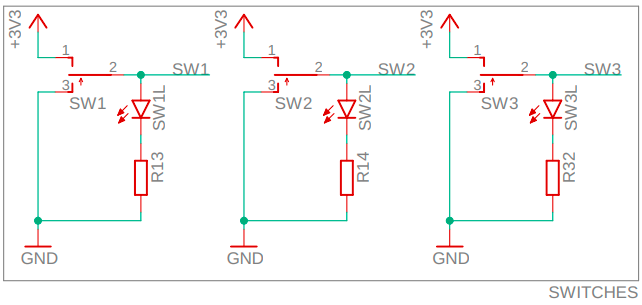 +3V3 +3V3 +3V3
1 1 1
2 SW1 2 SW2 2 SW3
3 3 3
SW1 SW2 SW3
SW1L SW2L SW3L
R13 R14 R32
GND GND GND
SWITCHES